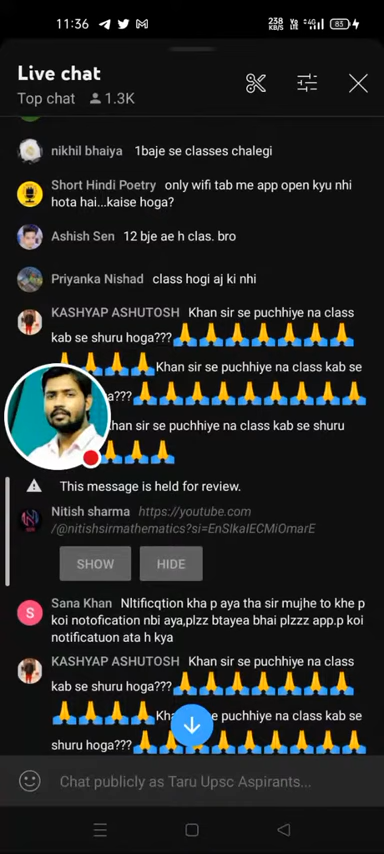 11:36
238 KB/S Vo LTE 4G 83
Live chat
Top chat 1.3K
nikhil bhaiya 1baje se classes chalegi
Short Hindi Poetry only wifi tab me app open kyu nhi
hota hai...kaise hoga?
Ashish Sen 12 bje ae h clas. bro
Priyanka Nishad class hogi aj ki nhi
KASHYAP ASHUTOSH Khan sir se puchhiye na class
kab se shuru hoga???🙏🙏🙏🙏🙏🙏🙏
🙏🙏🙏🙏Khan sir se puchhiye na class kab se
a???🙏🙏🙏🙏🙏🙏🙏🙏🙏
han sir se puchhiye na class kab se shuru
🙏🙏🙏
This message is held for review.
Nitish sharma https://youtube.com
/@nitishsirmathematics?si=EnSIkaIECMiOmarE
SHOW HIDE
S
Sana Khan NItificqtion kha p aya tha sir mujhe to khe p
koi notofication nbi aya,plzz btayea bhai plzzz app.p koi
notificatuon ata h kya
KASHYAP ASHUTOSH Khan sir se puchhiye na class
kab se shuru hoga???🙏🙏🙏🙏🙏🙏🙏
🙏🙏🙏🙏Kha e puchhiye na class kab se
shuru hoga???🙏🙏🙏🙏🙏🙏🙏🙏🙏
Chat publicly as Taru Upsc Aspirants...